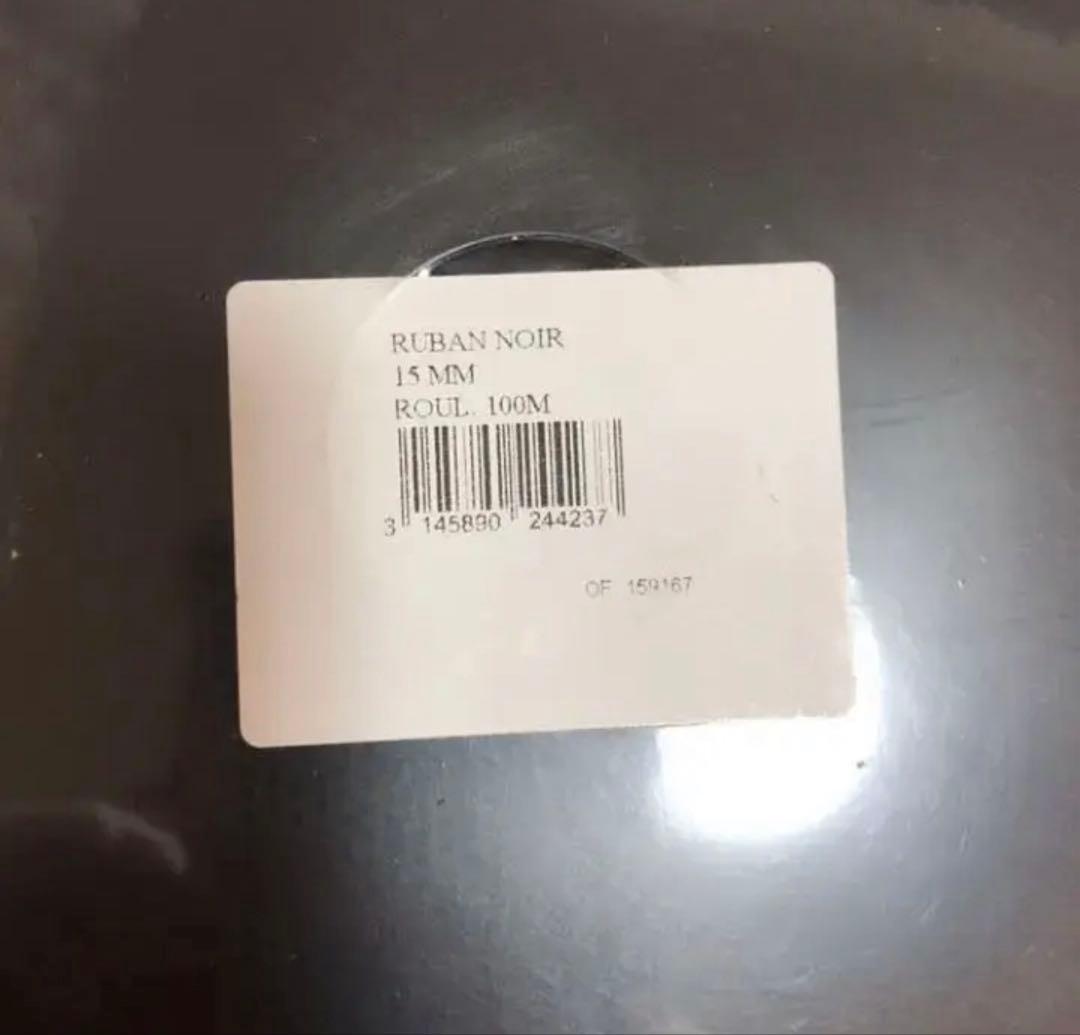 RUBAN NOIR
15 MM
ROUL. 100M
3 145890 244237
OF 159167